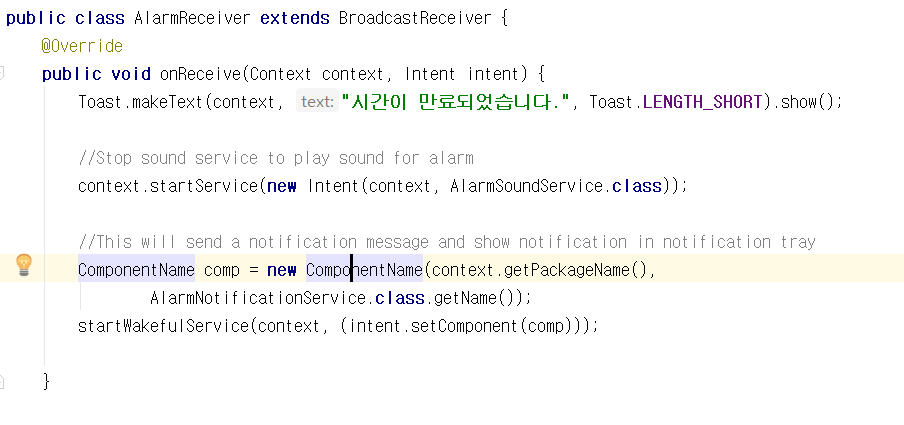 public class AlarmReceiver extends BroadcastReceiver {
@Override
public void onReceive(Context context, Intent intent) {
Toast.makeText(context, text: "시간이 만료되었습니다.", Toast.LENGTH_SHORT).show();
//Stop sound service to play sound for alarm
context.startService(new Intent(context, AlarmSoundService.class));
//This will send a notification message and show notification in notification tray
ComponentName comp = new ComponentName(context.getPackageName(),
AlarmNotificationService.class.getName());
startWakefulService(context, (intent.setComponent(comp)));
}